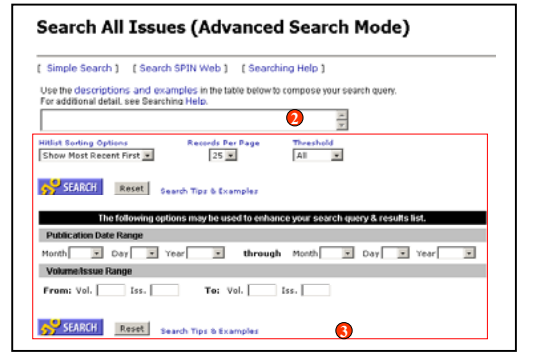 Search All Issues (Advanced Search Mode)
[ Simple Search ] [ Search SPIN Web ] [ Searching Help ]
Use the descriptions and examples in the table below to compose your search query.
For additional detail, see Searching Help.
2
Hitlist Sorting Options Records Per Page Threshold
Show Most Recent First 25 All
SEARCH Reset Search Tips & Examples
The following options may be used to enhance your search query & results list.
Publication Date Range
Month Day Year through Month Day Year
Volume/Issue Range
From: Vol. Iss. To: Vol. Iss.
SEARCH Reset Search Tips & Examples
3